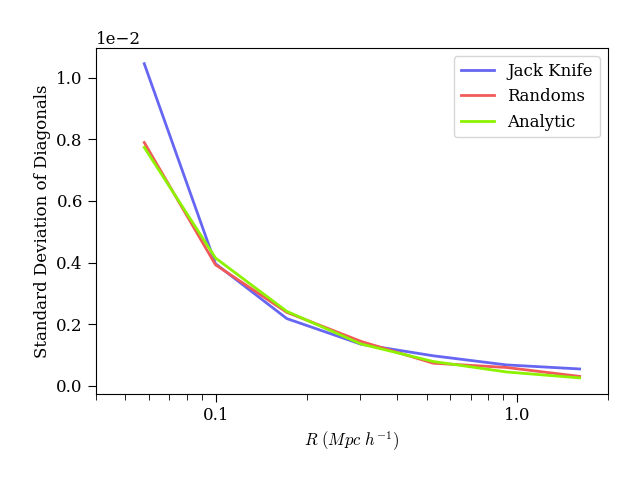 1e−2
Jack Knife
Randoms
Analytic
Standard Deviation of Diagonals
1.0
0.8
0.6
0.4
0.2
0.0
0.1 1.0
R (Mpc h⁻¹)